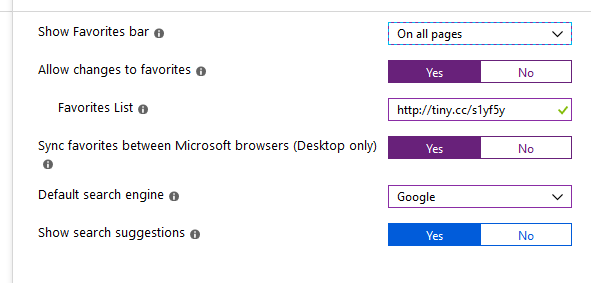 Show Favorites bar
On all pages
Allow changes to favorites
Yes No
Favorites List
http://tiny.cc/s1yf5y
Sync favorites between Microsoft browsers (Desktop only)
Yes No
Default search engine
Google
Show search suggestions
Yes No